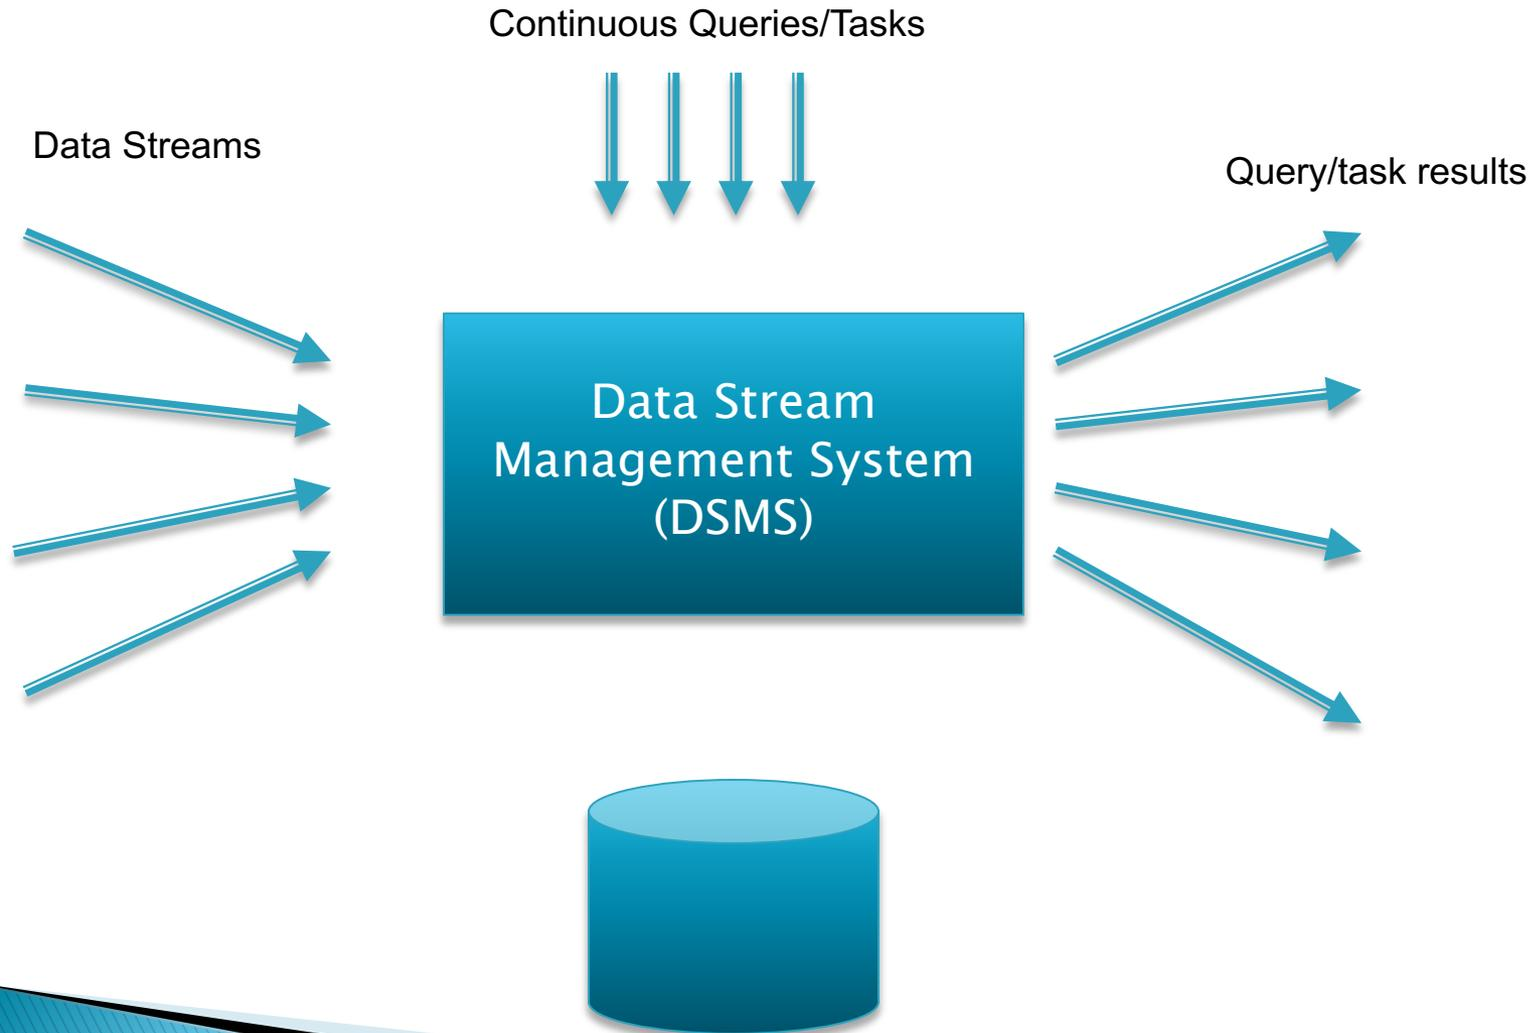 Continuous Queries/Tasks
Data Streams
Query/task results
Data Stream
Management System
(DSMS)